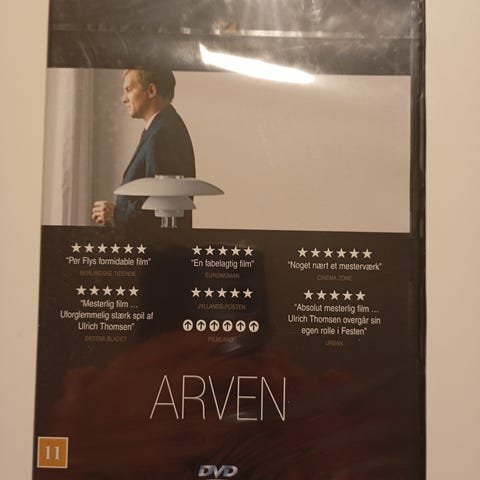 ★★★★★★
"Per Flys formidable film"
BERLINGSKE TIDENDE
★★★★★
"En fabelagtig film"
EUROWOMAN
★★★★★★
"Noget nært et mesterværk"
CINEMA ZONE
★★★★★
"Mesterlig film ...
Uforglemmelig stærk spil af
Ulrich Thomsen"
EKSTRA BLADET
★★★★★
JYLLANDS-POSTEN
FILMLAND
★★★★★
"Absolut mesterlig film ...
Ulrich Thomsen overgår sin
egen rolle i Festen"
URBAN
ARVEN
11
DVD